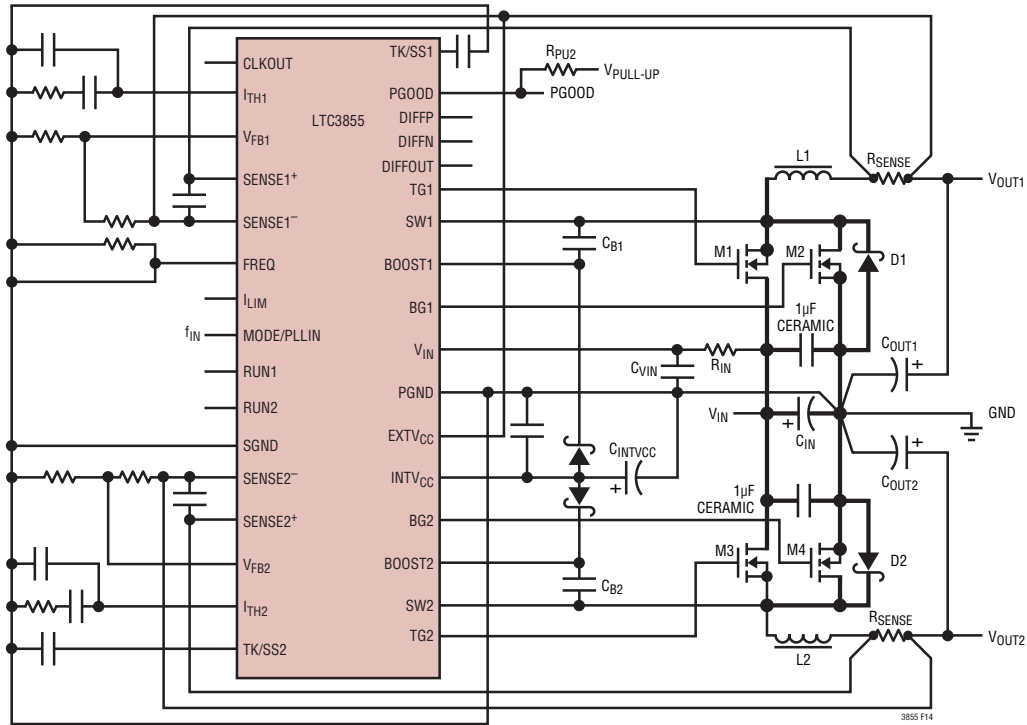 CLKOUT
I_TH1
V_FB1
SENSE1+
SENSE1–
FREQ
I_LIM
f_IN
MODE/PLLIN
RUN1
RUN2
SGND
SENSE2–
SENSE2+
V_FB2
I_TH2
TK/SS2
LTC3855
TK/SS1
PGOOD
DIFFP
DIFFN
DIFFOUT
TG1
SW1
BOOST1
BG1
V_IN
PGND
EXTV_CC
INTV_CC
BG2
BOOST2
SW2
TG2
R_PU2
V_PULL-UP
PGOOD
C_B1
C_VIN
R_IN
C_INTVCC
+
C_B2
L1
R_SENSE
V_OUT1
M1
M2
D1
1µF
CERAMIC
C_OUT1
+
V_IN
+
C_IN
GND
C_OUT2
+
1µF
CERAMIC
M3
M4
D2
L2
R_SENSE
V_OUT2
3855 F14